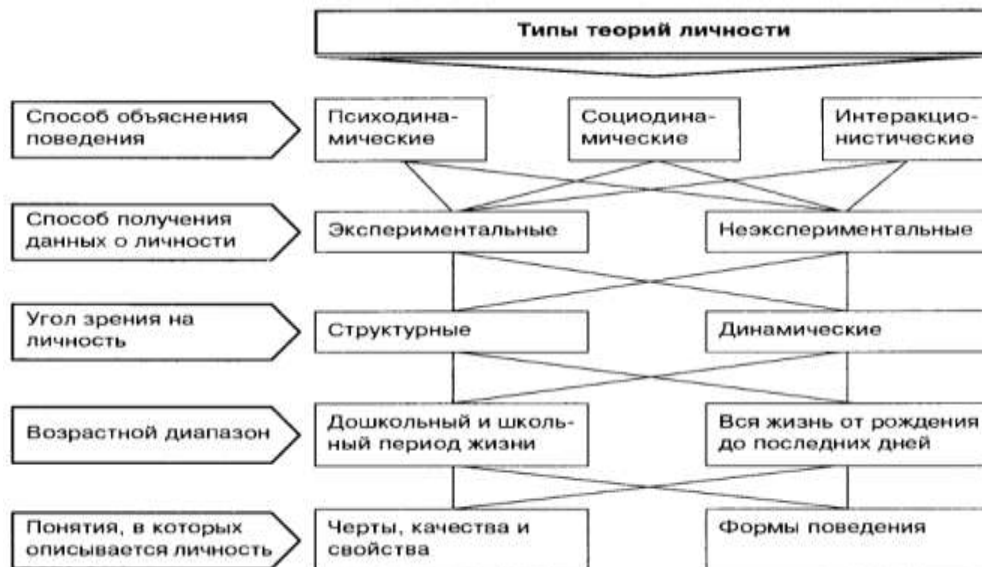 Типы теорий личности
Способ объяснения
поведения
Психодина-
мические
Социодина-
мические
Интеракцио-
нистические
Способ получения
данных о личности
Экспериментальные
Неэкспериментальные
Угол зрения на
личность
Структурные
Динамические
Возрастной диапазон
Дошкольный и школь-
ный период жизни
Вся жизнь от рождения
до последних дней
Понятия, в которых
описывается личность
Черты, качества и
свойства
Формы поведения